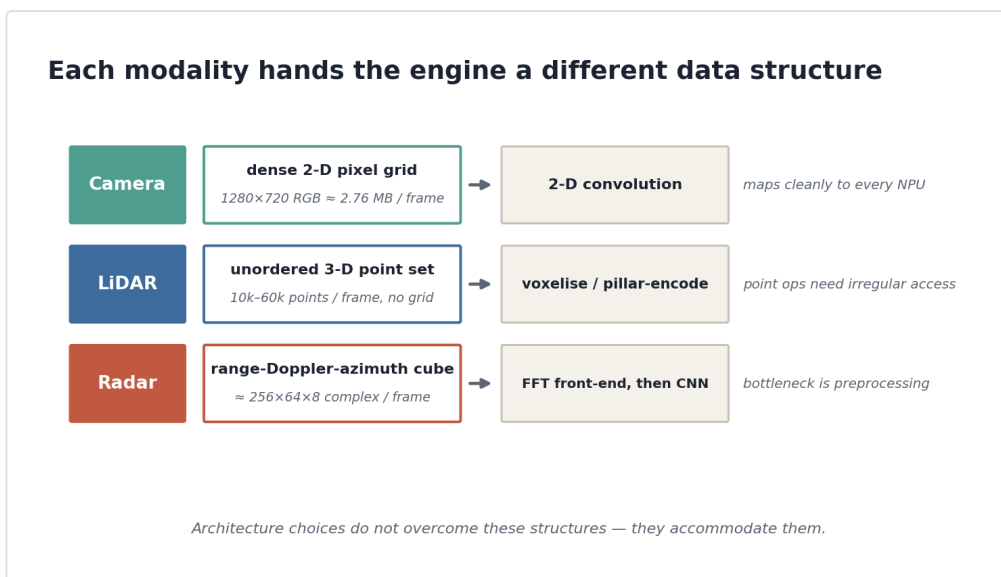 Each modality hands the engine a different data structure
Camera
dense 2-D pixel grid
1280×720 RGB ≈ 2.76 MB / frame
2-D convolution
maps cleanly to every NPU
LiDAR
unordered 3-D point set
10k–60k points / frame, no grid
voxelise / pillar-encode
point ops need irregular access
Radar
range-Doppler-azimuth cube
≈ 256×64×8 complex / frame
FFT front-end, then CNN
bottleneck is preprocessing
Architecture choices do not overcome these structures — they accommodate them.